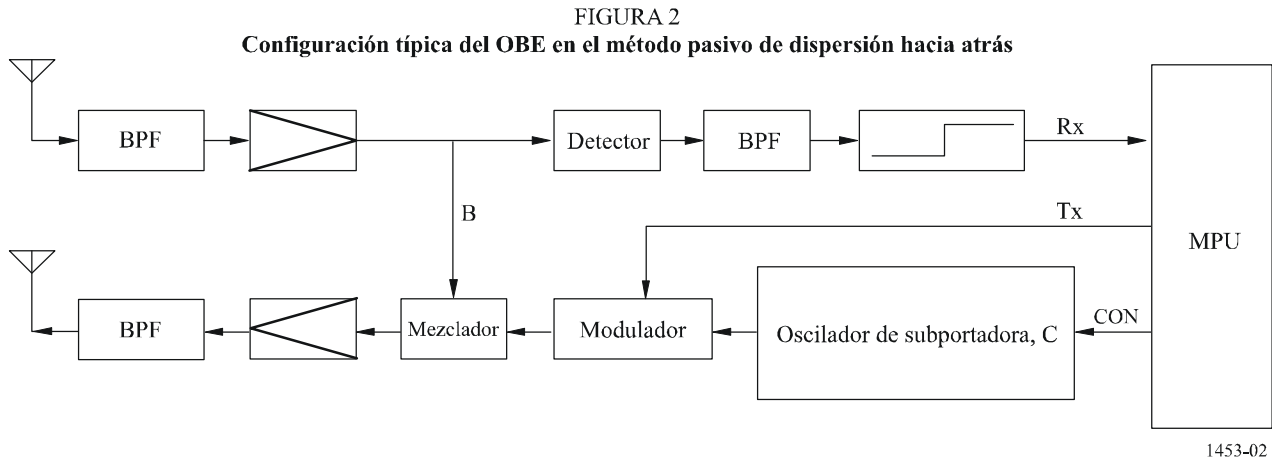 FIGURA 2
Configuración típica del OBE en el método pasivo de dispersión hacia atrás
BPF
Detector
BPF
Rx
B
Tx
MPU
BPF
Mezclador
Modulador
Oscilador de subportadora, C
CON
1453-02